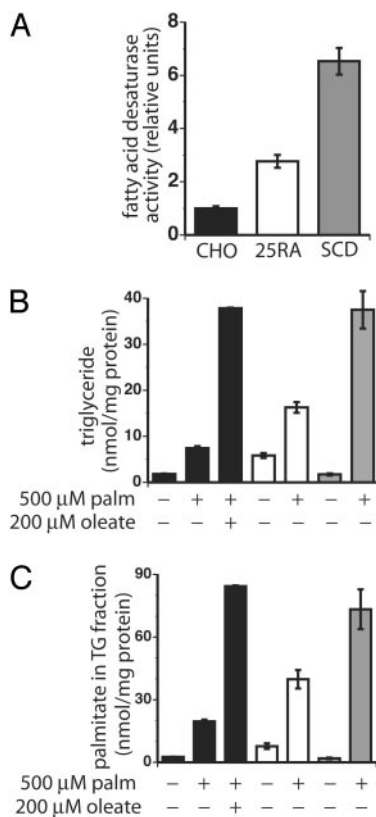 A
fatty acid desaturase
activity (relative units)
8
6
4
2
0
CHO 25RA SCD
B
triglyceride
(nmol/mg protein)
40
30
20
10
0
500 µM palm − + + − + − +
200 µM oleate − − + − − − −
C
palmitate in TG fraction
(nmol/mg protein)
90
60
30
0
500 µM palm − + + − + − +
200 µM oleate − − + − − − −